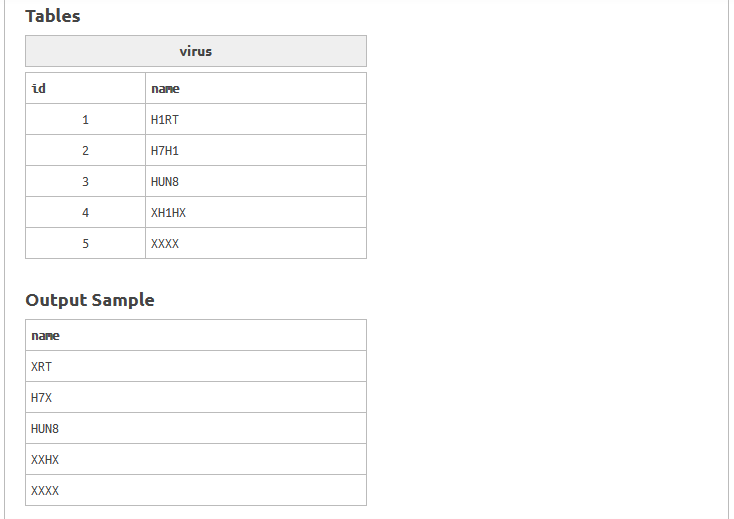 Tables
virus
id name
1 H1RT
2 H7H1
3 HUN8
4 XH1HX
5 XXXX
Output Sample
name
XRT
H7X
HUN8
XXHX
XXXX